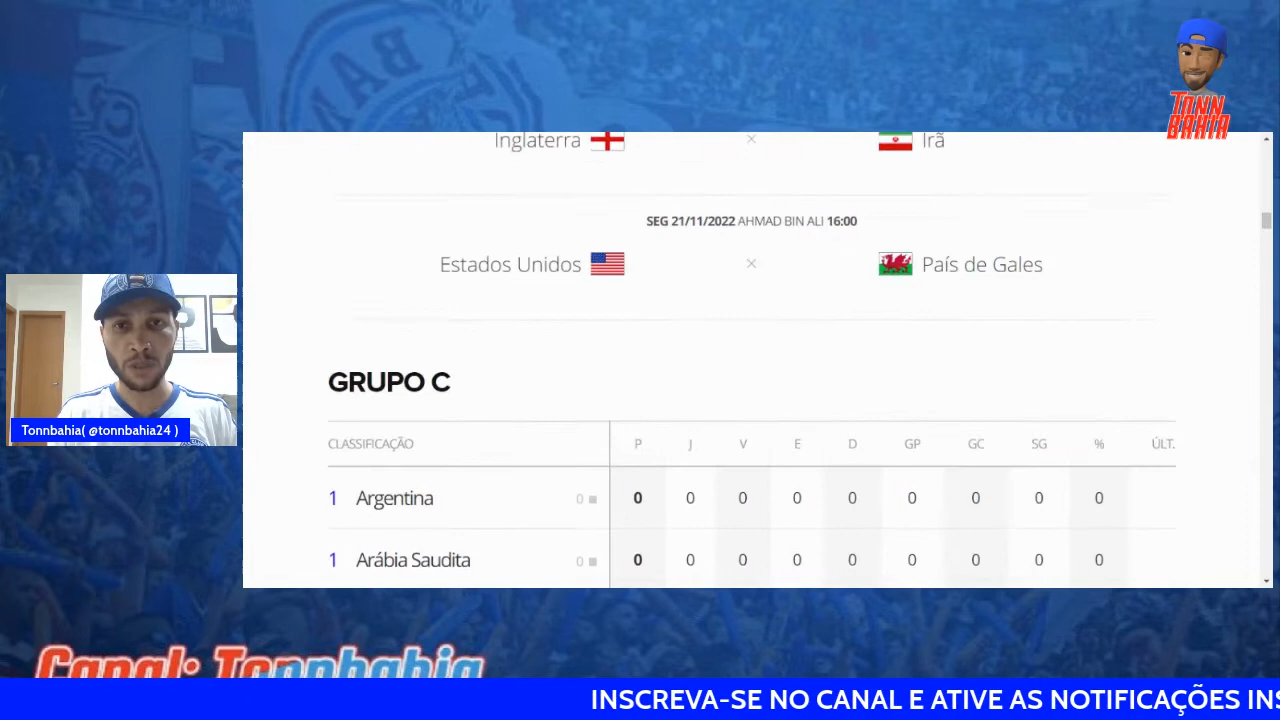 BA
TONN
BAHIA
Inglaterra × Irã
SEG 21/11/2022 AHMAD BIN ALI 16:00
Estados Unidos × País de Gales
GRUPO C
CLASSIFICAÇÃO P J V E D GP GC SG % ÚLT.
1 Argentina 0 0 0 0 0 0 0 0 0 0
1 Arábia Saudita 0 0 0 0 0 0 0 0 0 0
Tonnbahia( @tonnbahia24 )
Canal: Tonnbahia
INSCREVA-SE NO CANAL E ATIVE AS NOTIFICAÇÕES INS